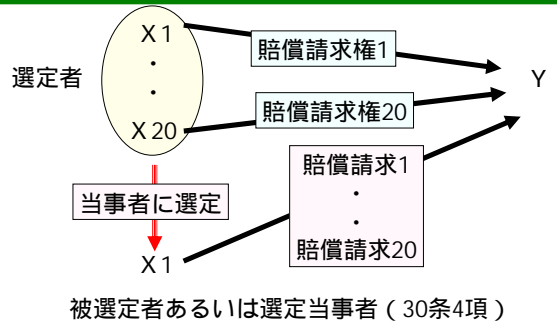 X1
・
・
X20
選定者
賠償請求権1
賠償請求権20
Y
当事者に選定
X1
賠償請求1
・
・
賠償請求20
被選定者あるいは選定当事者(30条4項)